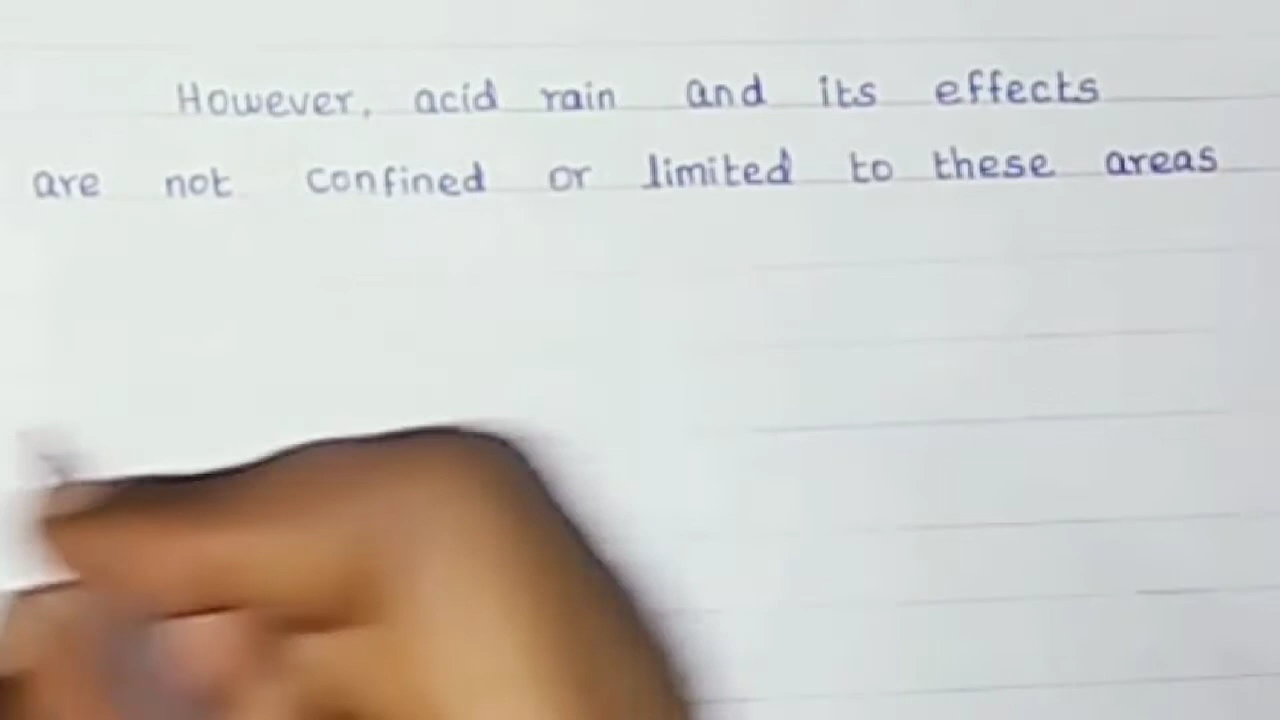 However, acid rain and its effects
are not confined or limited to these areas